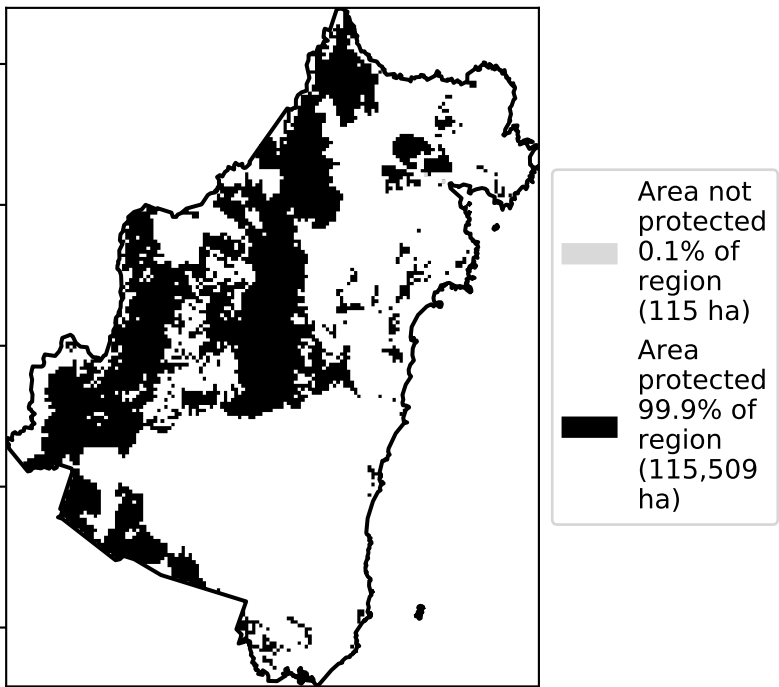 Area not
protected
0.1% of
region
(115 ha)
Area
protected
99.9% of
region
(115,509
ha)